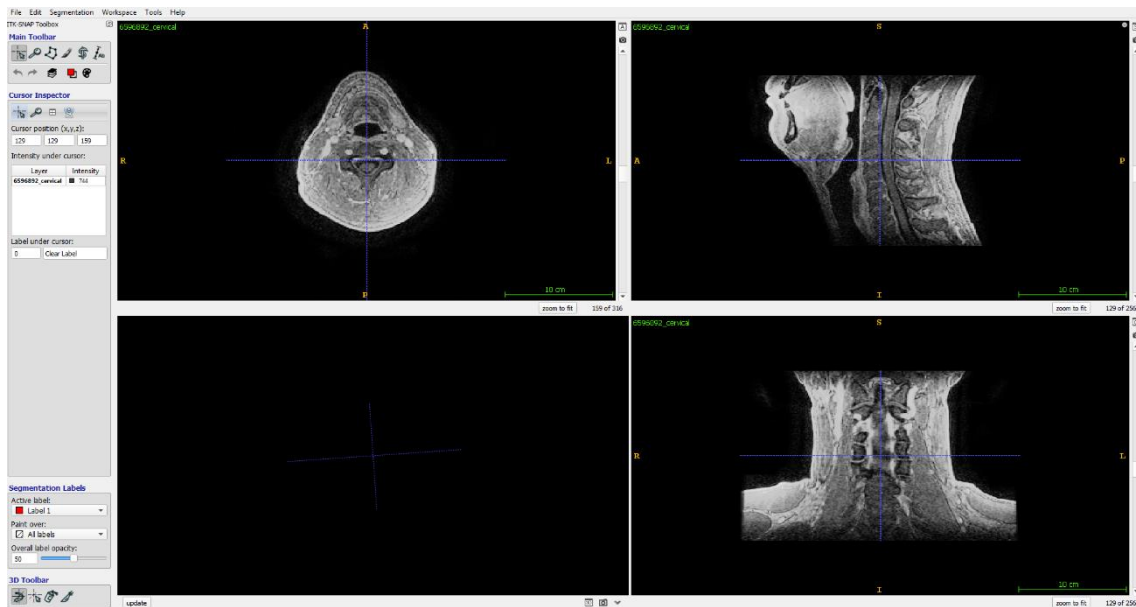 File Edit Segmentation Workspace Tools Help
ITK-SNAP Toolbox
Main Toolbar
Cursor Inspector
Cursor position (x,y,z):
129 129 159
Intensity under cursor:
Layer Intensity
6596892_cervical 744
Label under cursor:
0 Clear Label
Segmentation Labels
Active label:
Label 1
Paint over:
All labels
Overall label opacity:
50
3D Toolbar
6596892_cervical
A
R
L
P
10 cm
zoom to fit 159 of 316
6596892_cervical
S
A
P
I
10 cm
zoom to fit 129 of 256
update
6596892_cervical
S
R
L
I
10 cm
zoom to fit 129 of 256